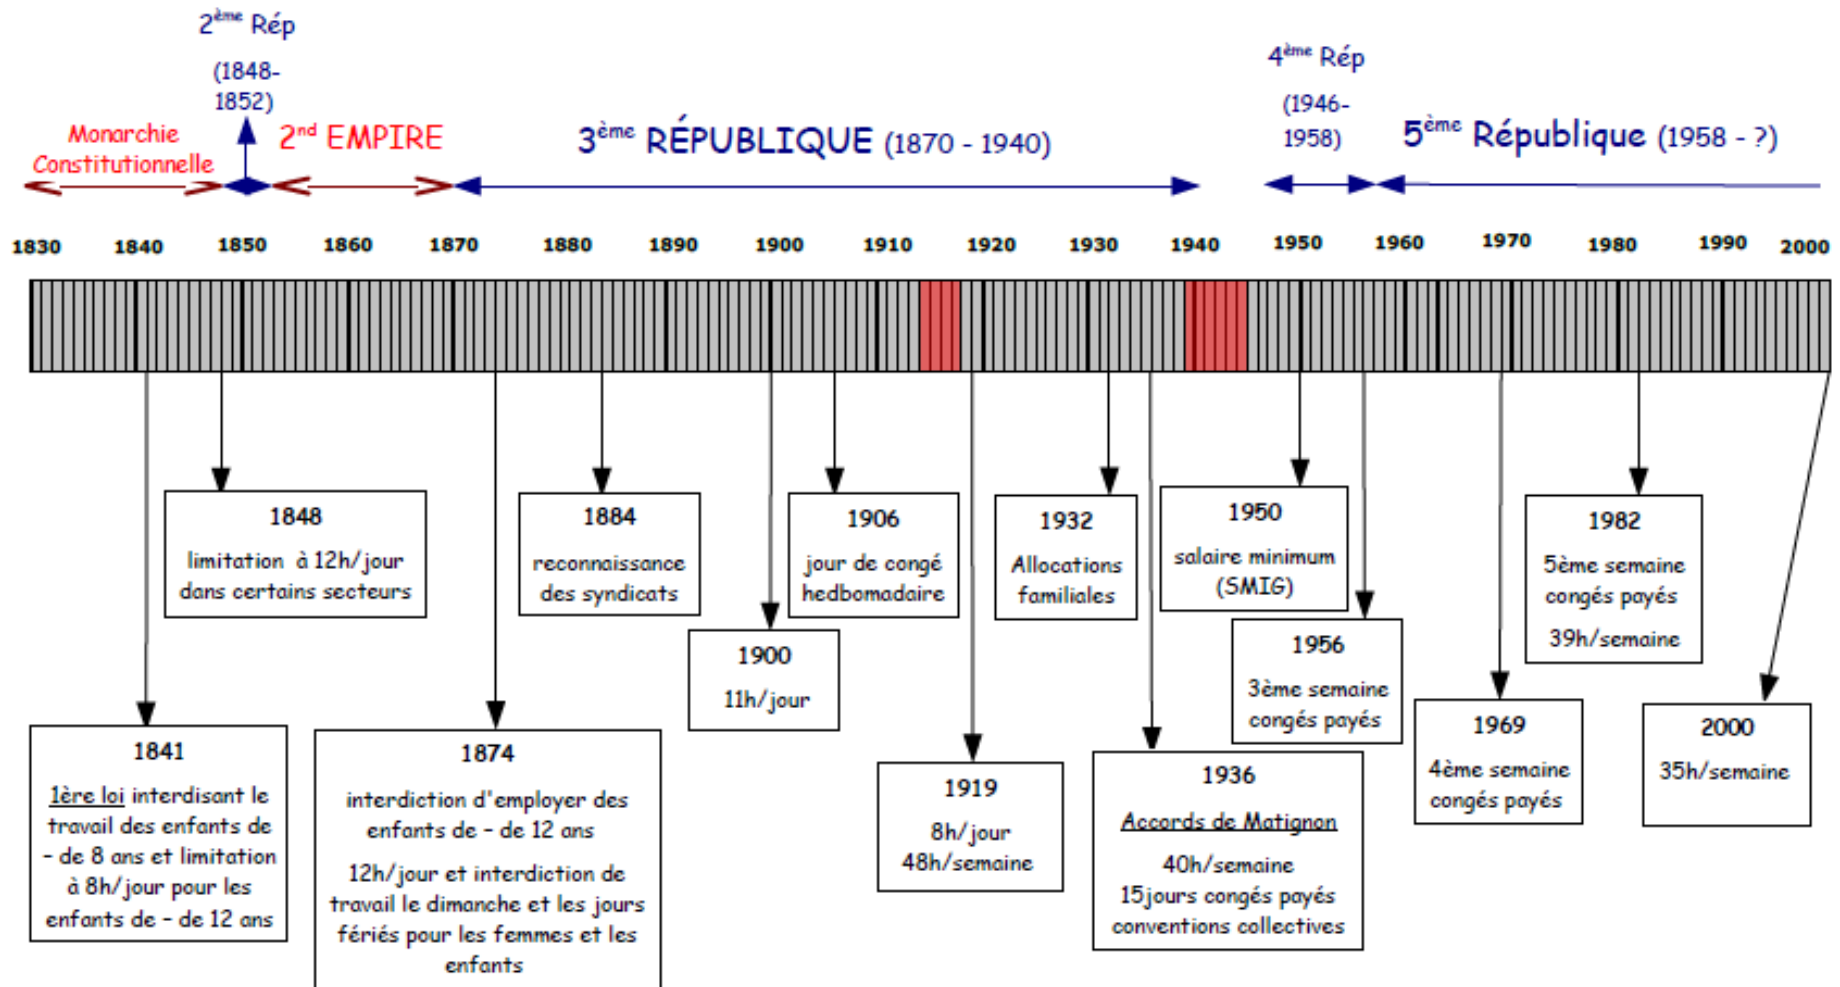 2ème Rép
(1848-
1852)
Monarchie
Constitutionnelle
2nd EMPIRE
3ème RÉPUBLIQUE (1870 - 1940)
4ème Rép
(1946-
1958)
5ème République (1958 - ?)
1830 1840 1850 1860 1870 1880 1890 1900 1910 1920 1930 1940 1950 1960 1970 1980 1990 2000
1848
limitation à 12h/jour
dans certains secteurs
1884
reconnaissance
des syndicats
1906
jour de congé
hedbomadaire
1932
Allocations
familiales
1950
salaire minimum
(SMIG)
1982
5ème semaine
congés payés
39h/semaine
1900
11h/jour
1956
3ème semaine
congés payés
1841
1ère loi interdisant le
travail des enfants de
- de 8 ans et limitation
à 8h/jour pour les
enfants de - de 12 ans
1874
interdiction d'employer des
enfants de - de 12 ans
12h/jour et interdiction de
travail le dimanche et les jours
fériés pour les femmes et les
enfants
1919
8h/jour
48h/semaine
1936
Accords de Matignon
40h/semaine
15jours congés payés
conventions collectives
1969
4ème semaine
congés payés
2000
35h/semaine